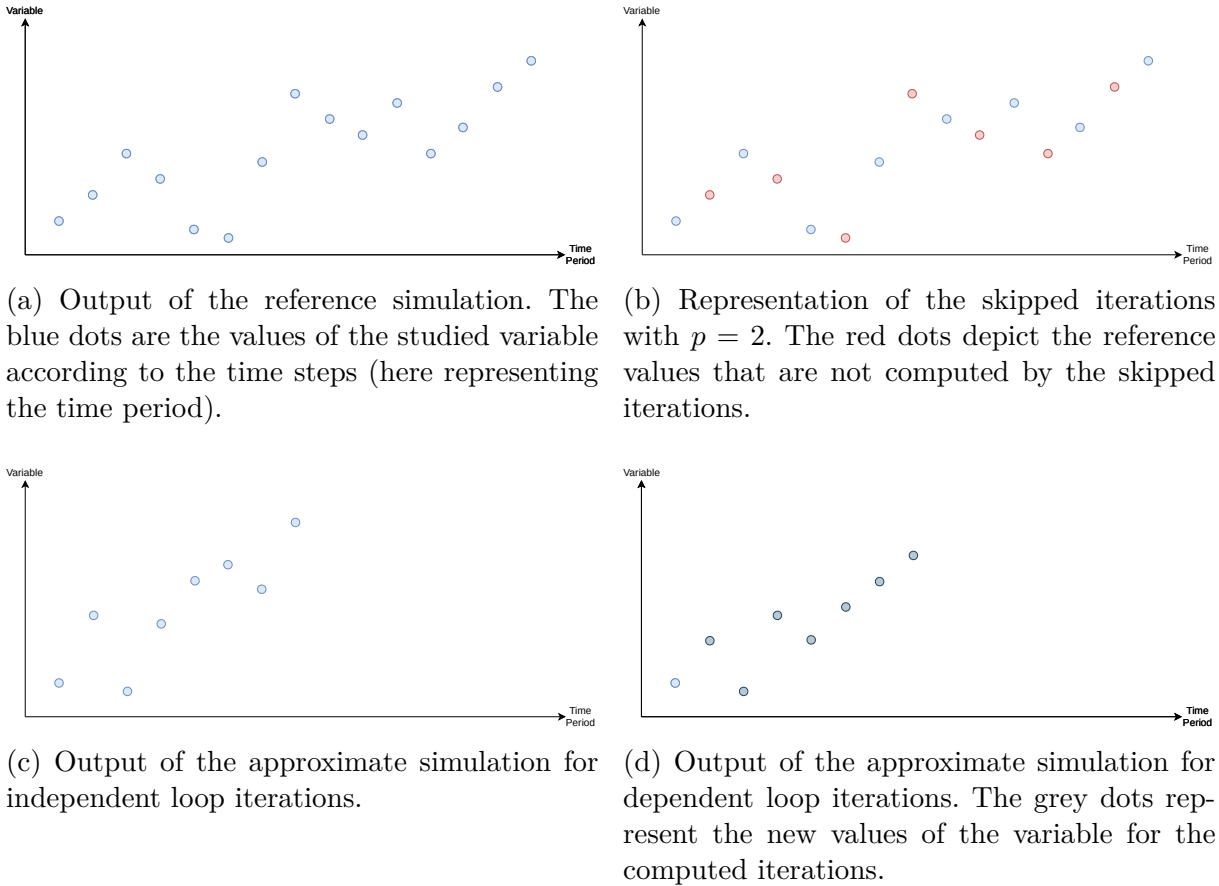 Variable
Time
Period
(a) Output of the reference simulation. The
blue dots are the values of the studied variable
according to the time steps (here representing
the time period).
Variable
Time
Period
(b) Representation of the skipped iterations
with p = 2. The red dots depict the reference
values that are not computed by the skipped
iterations.
Variable
Time
Period
(c) Output of the approximate simulation for
independent loop iterations.
Variable
Time
Period
(d) Output of the approximate simulation for
dependent loop iterations. The grey dots rep-
resent the new values of the variable for the
computed iterations.